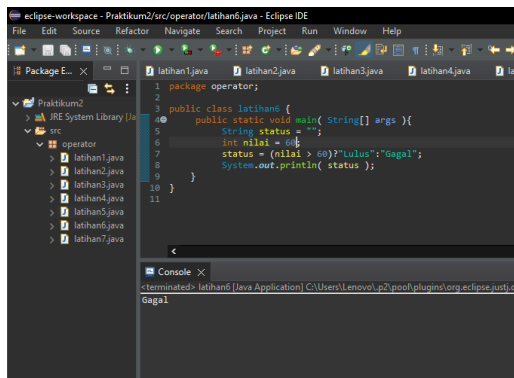 eclipse-workspace - Praktikum2/src/operator/latihan6.java - Eclipse IDE
File Edit Source Refactor Navigate Search Project Run Window Help
Package E...
latihan1.java latihan2.java latihan3.java latihan4.java
Praktikum2
JRE System Library [Ja
src
operator
latihan1.java
latihan2.java
latihan3.java
latihan4.java
latihan5.java
latihan6.java
latihan7.java
1 package operator;
2
3 public class latihan6 {
4 public static void main( String[] args ){
5 String status = "";
6 int nilai = 60;
7 status = (nilai > 60)?"Lulus":"Gagal";
8 System.out.println( status );
9 }
10 }
11
Console
<terminated> latihan6 [Java Application] C:\Users\Lenovo\.p2\pool\plugins\org.eclipse.justj.o
Gagal